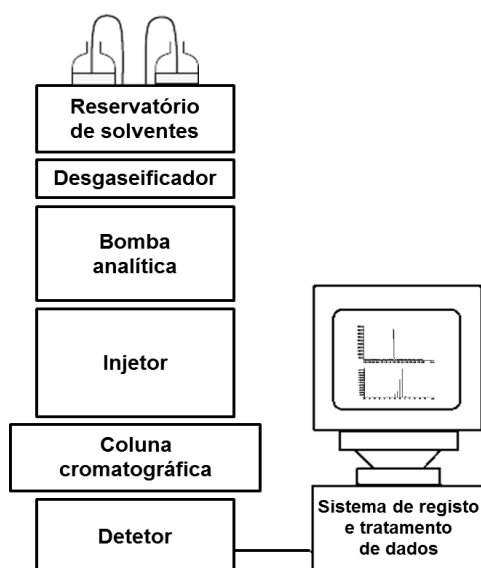 Reservatório
de solventes
Desgaseificador
Bomba
analítica
Injetor
Coluna
cromatográfica
Detetor
Sistema de registo
e tratamento
de dados